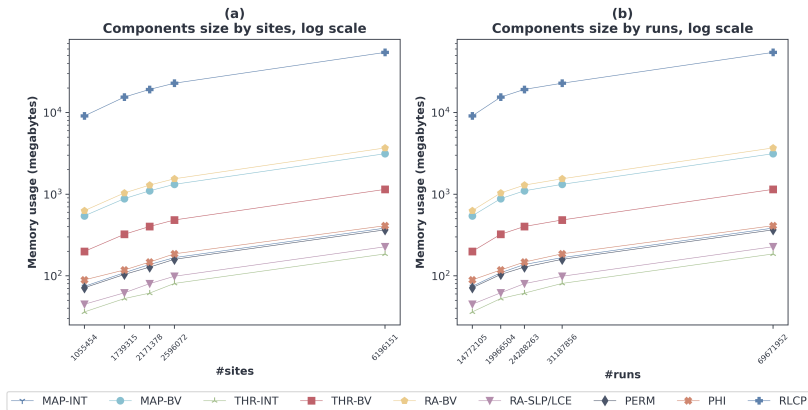 (a)
Components size by sites, log scale
Memory usage (megabytes)
10^4
10^3
10^2
1055454
1739315
2171378
2596072
6196151
#sites
(b)
Components size by runs, log scale
Memory usage (megabytes)
10^4
10^3
10^2
14772105
19966504
24288263
31187856
69671952
#runs
MAP-INT MAP-BV THR-INT THR-BV RA-BV RA-SLP/LCE PERM PHI RLCP